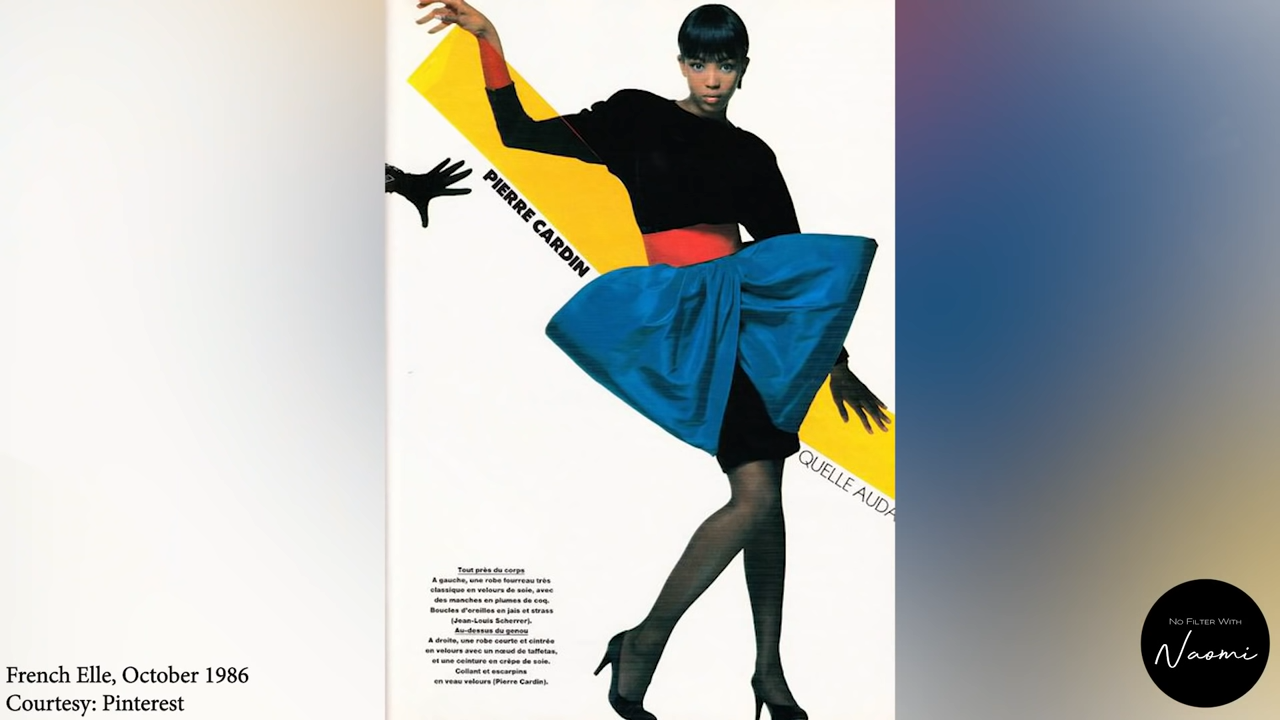 PIERRE CARDIN
QUELLE AUDA
Tout près du corps
A gauche, une robe fourreau très
classique en velours de soie, avec
des manches en plumes de coq.
Boucles d'oreilles en jais et strass
(Jean-Louis Scherrer).
Au-dessus du genou
A droite, une robe courte et cintrée
en velours avec un nœud de taffetas,
et une ceinture en crêpe de soie.
Collant et escarpins
en veau velours (Pierre Cardin).
French Elle, October 1986
Courtesy: Pinterest
NO FILTER WITH
Naomi